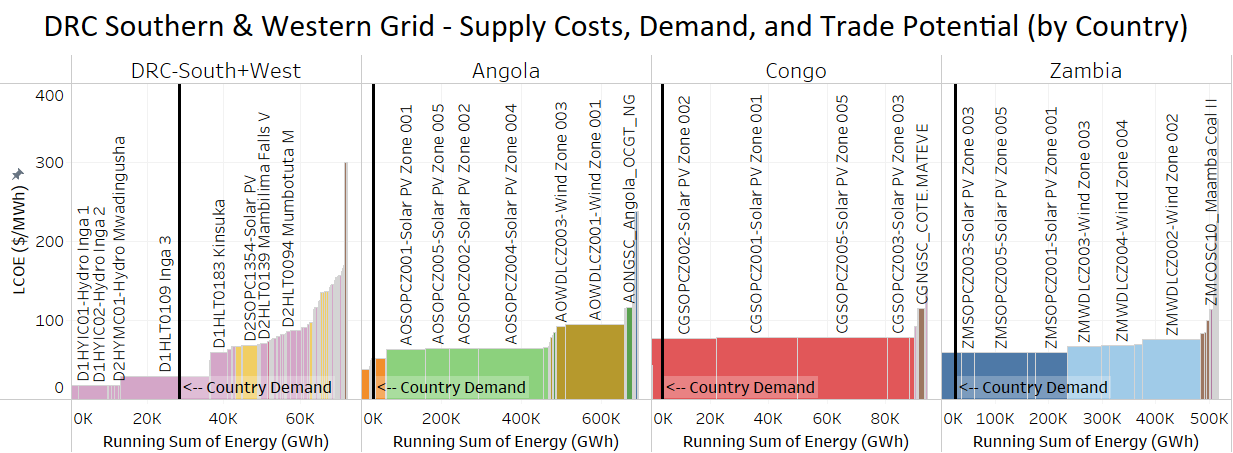 DRC Southern & Western Grid - Supply Costs, Demand, and Trade Potential (by Country)
DRC-South+West
Angola
Congo
Zambia
LCOE ($/MWh)
400
300
200
100
0
D1HYIC01-Hydro Inga 1
D1HYIC02-Hydro Inga 2
D2HYMC01-Hydro Mwadingusha
D1HLT0109 Inga 3
D1HLT0183 Kinsuka
D2SOPC1354-Solar PV
D2HLT0139 Mambilima Falls V
D2HLT0094 Mumbotuta M
<-- Country Demand
AOSOPCZ001-Solar PV Zone 001
AOSOPCZ005-Solar PV Zone 005
AOSOPCZ002-Solar PV Zone 002
AOSOPCZ004-Solar PV Zone 004
AOWDLCZ003-Wind Zone 003
AOWDLCZ001-Wind Zone 001
AONGSC_Angola_OCGT_NG
<-- Country Demand
CGSOPCZ002-Solar PV Zone 002
CGSOPCZ001-Solar PV Zone 001
CGSOPCZ005-Solar PV Zone 005
CGSOPCZ003-Solar PV Zone 003
CGNGSC_COTE.MATEVE
<-- Country Demand
ZMSOPCZ003-Solar PV Zone 003
ZMSOPCZ005-Solar PV Zone 005
ZMSOPCZ001-Solar PV Zone 001
ZMWDLCZ003-Wind Zone 003
ZMWDLCZ004-Wind Zone 004
ZMWDLCZ002-Wind Zone 002
ZMCOSC10_Maamba Coal II
<-- Country Demand
0K 20K 40K 60K
0K 200K 400K 600K
0K 20K 40K 60K 80K
0K 100K 200K 300K 400K 500K
Running Sum of Energy (GWh)
Running Sum of Energy (GWh)
Running Sum of Energy (GWh)
Running Sum of Energy (GWh)